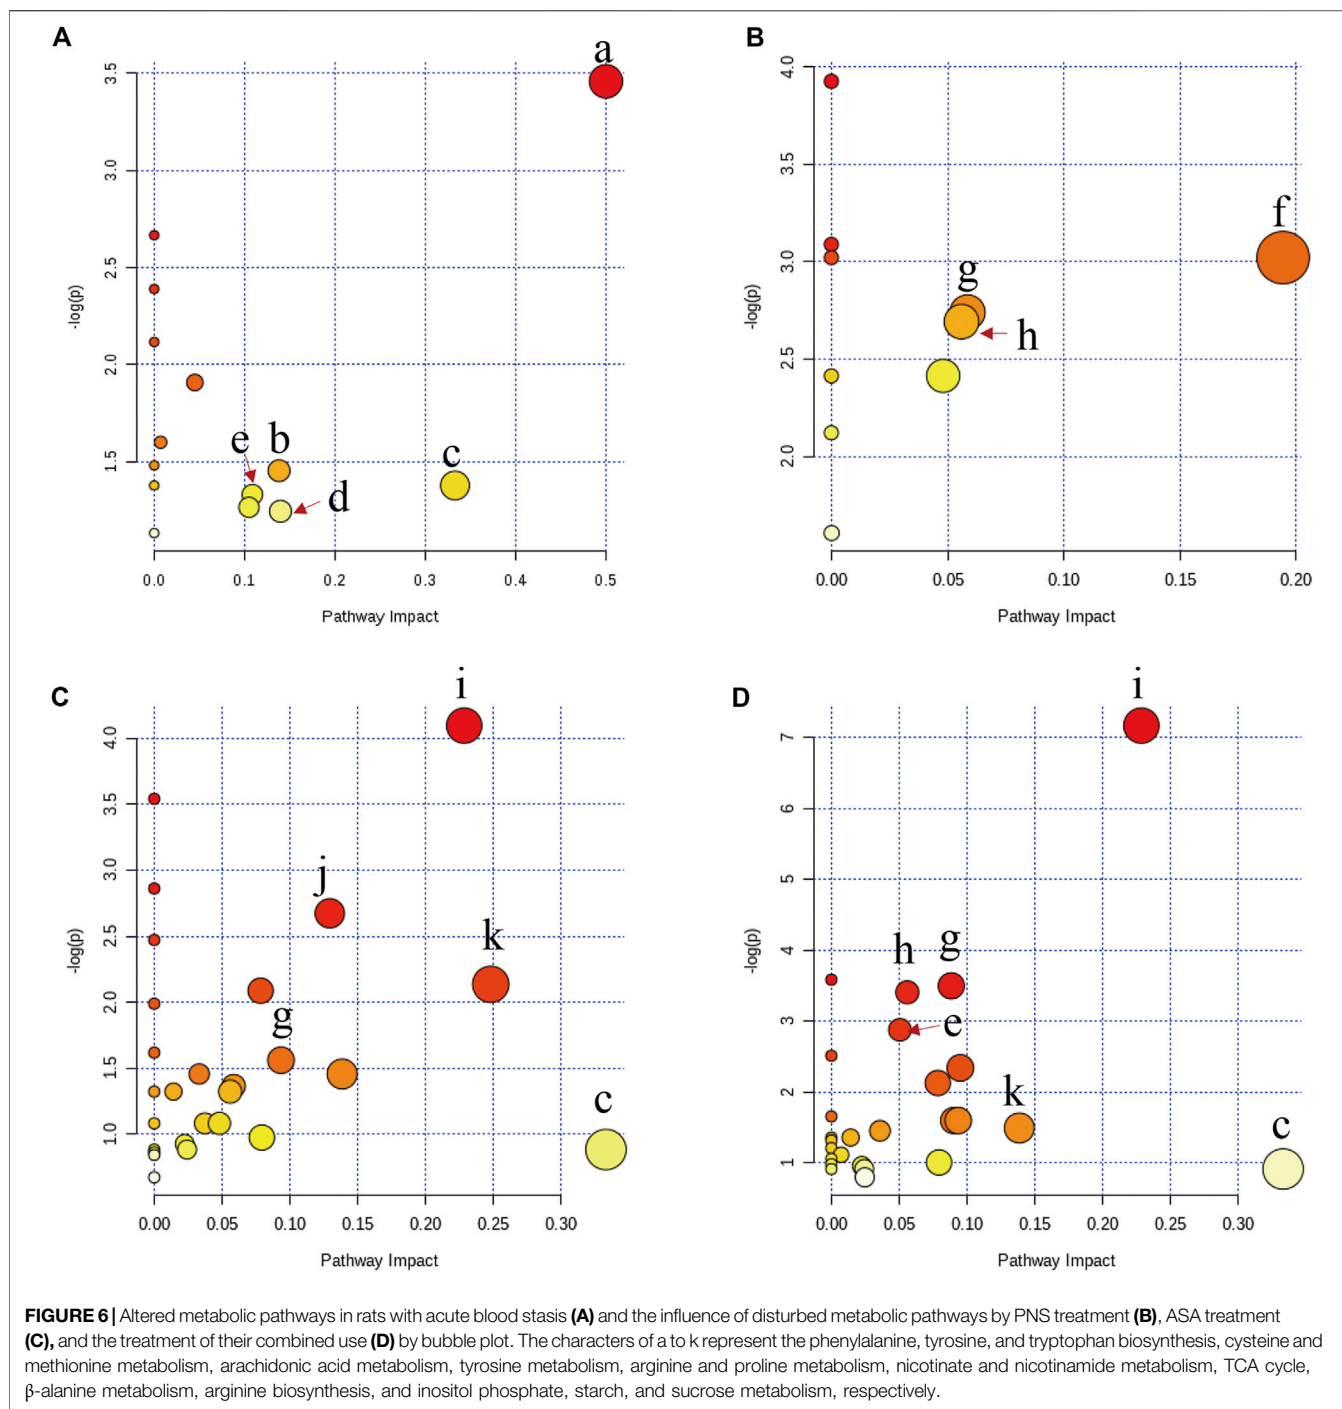 A
a
3.5
3.0
2.5
2.0
1.5
-log(p)
e
b
c
d
0.0 0.1 0.2 0.3 0.4 0.5
Pathway Impact
B
4.0
3.5
3.0
2.5
2.0
-log(p)
f
g
h
0.00 0.05 0.10 0.15 0.20
Pathway Impact
C
i
4.0
3.5
3.0
2.5
2.0
1.5
1.0
-log(p)
j
k
g
c
0.00 0.05 0.10 0.15 0.20 0.25 0.30
Pathway Impact
D
i
7
6
5
4
3
2
1
-log(p)
h
g
e
k
c
0.00 0.05 0.10 0.15 0.20 0.25 0.30
Pathway Impact
FIGURE 6 | Altered metabolic pathways in rats with acute blood stasis (A) and the influence of disturbed metabolic pathways by PNS treatment (B), ASA treatment
(C), and the treatment of their combined use (D) by bubble plot. The characters of a to k represent the phenylalanine, tyrosine, and tryptophan biosynthesis, cysteine and
methionine metabolism, arachidonic acid metabolism, tyrosine metabolism, arginine and proline metabolism, nicotinate and nicotinamide metabolism, TCA cycle,
β-alanine metabolism, arginine biosynthesis, and inositol phosphate, starch, and sucrose metabolism, respectively.